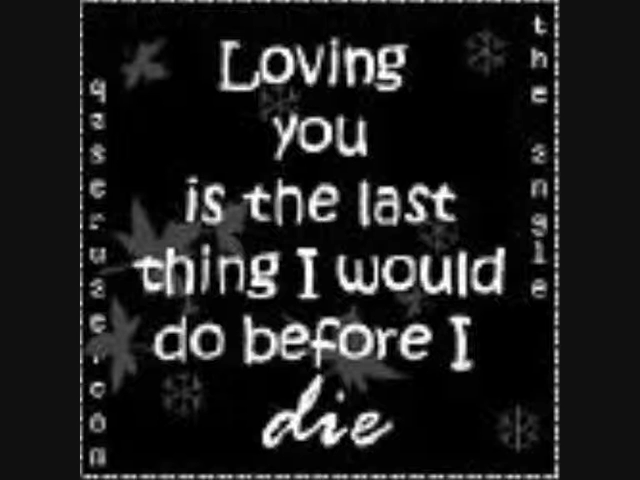 Loving
you
is the last
thing I would
do before I
die
the angle